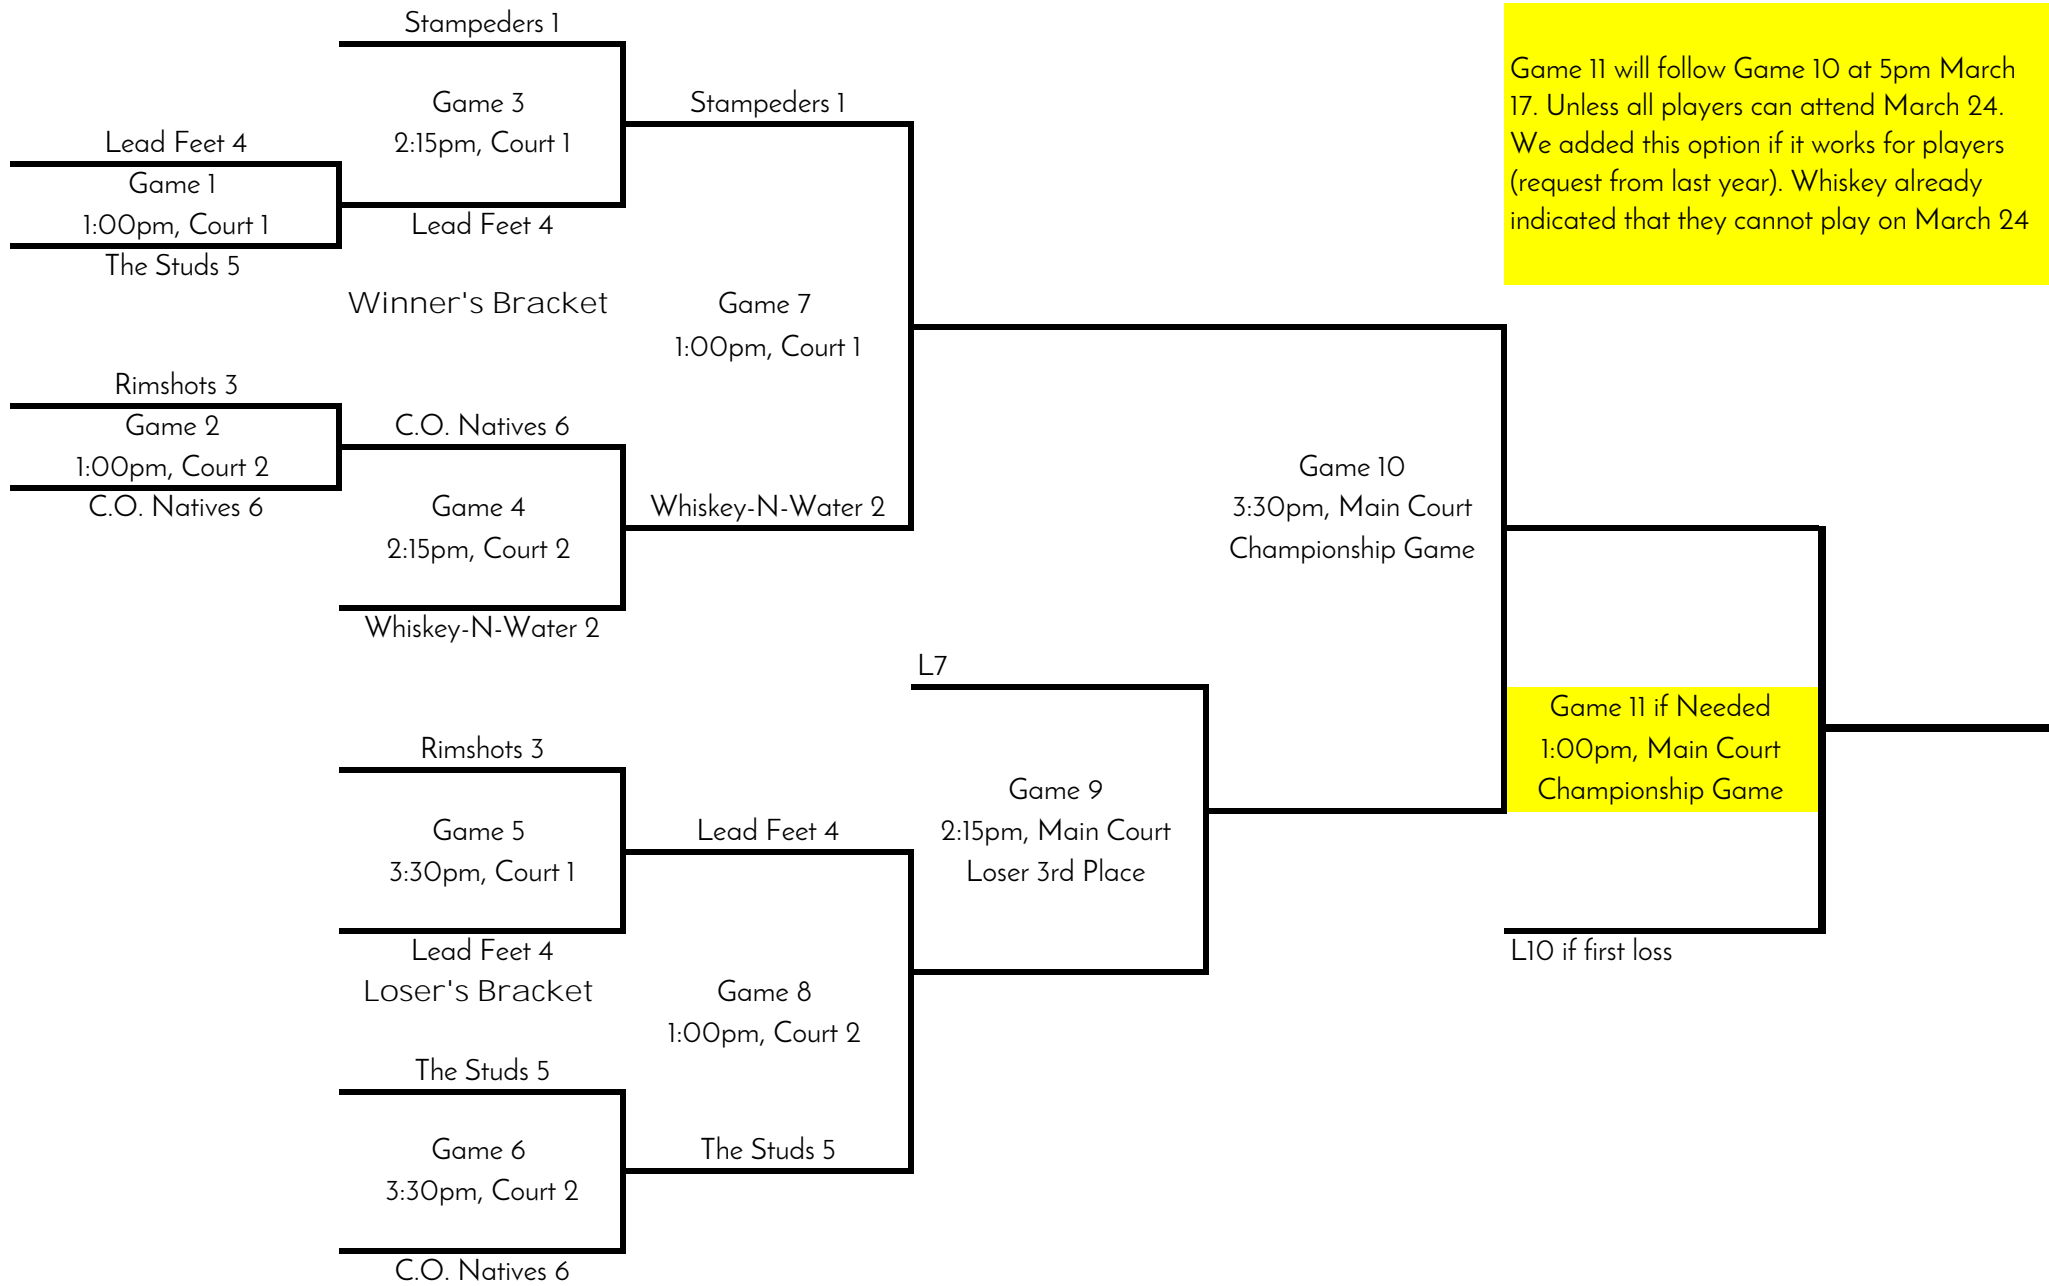 Stampeders 1
Game 3
2:15pm, Court 1
Stampeders 1
Lead Feet 4
Game 1
1:00pm, Court 1
The Studs 5
Lead Feet 4
Winner's Bracket
Game 7
1:00pm, Court 1
Rimshots 3
Game 2
1:00pm, Court 2
C.O. Natives 6
C.O. Natives 6
Game 4
2:15pm, Court 2
Whiskey-N-Water 2
Whiskey-N-Water 2
Game 11 will follow Game 10 at 5pm March
17. Unless all players can attend March 24.
We added this option if it works for players
(request from last year). Whiskey already
indicated that they cannot play on March 24
Game 10
3:30pm, Main Court
Championship Game
L7
Game 9
2:15pm, Main Court
Loser 3rd Place
Game 11 if Needed
1:00pm, Main Court
Championship Game
L10 if first loss
Rimshots 3
Game 5
3:30pm, Court 1
Lead Feet 4
Lead Feet 4
Loser's Bracket
Game 8
1:00pm, Court 2
The Studs 5
Game 6
3:30pm, Court 2
The Studs 5
C.O. Natives 6